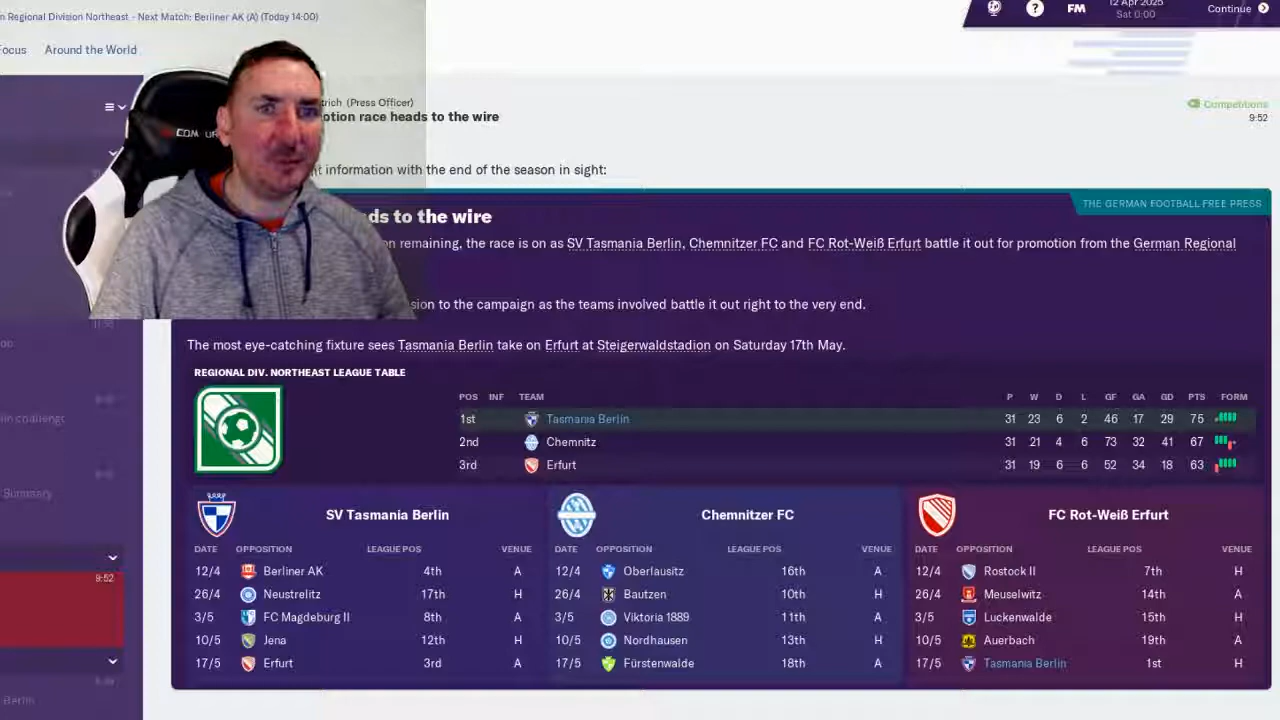 n Regional Division Northeast - Next Match: Berliner AK (A) (Today 14:00)
FM
12 Apr 2025
Sat 0:00
Continue
Focus
Around the World
trich (Press Officer)
otion race heads to the wire
Competitions
9:52
COM
information with the end of the season in sight:
ads to the wire
THE GERMAN FOOTBALL FREE PRESS
on remaining, the race is on as SV Tasmania Berlin, Chemnitzer FC and FC Rot-Weiß Erfurt battle it out for promotion from the German Regional
sion to the campaign as the teams involved battle it out right to the very end.
The most eye-catching fixture sees Tasmania Berlin take on Erfurt at Steigerwaldstadion on Saturday 17th May.
REGIONAL DIV. NORTHEAST LEAGUE TABLE
POS INF TEAM P W D L GF GA GD PTS FORM
1st Tasmania Berlin 31 23 6 2 46 17 29 75
2nd Chemnitz 31 21 4 6 73 32 41 67
3rd Erfurt 31 19 6 6 52 34 18 63
SV Tasmania Berlin
DATE OPPOSITION LEAGUE POS VENUE
12/4 Berliner AK 4th A
26/4 Neustrelitz 17th H
3/5 FC Magdeburg II 8th A
10/5 Jena 12th H
17/5 Erfurt 3rd A
Chemnitzer FC
DATE OPPOSITION LEAGUE POS VENUE
12/4 Oberlausitz 16th A
26/4 Bautzen 10th H
3/5 Viktoria 1889 11th A
10/5 Nordhausen 13th H
17/5 Fürstenwalde 18th A
FC Rot-Weiß Erfurt
DATE OPPOSITION LEAGUE POS VENUE
12/4 Rostock II 7th H
26/4 Meuselwitz 14th A
3/5 Luckenwalde 15th H
10/5 Auerbach 19th A
17/5 Tasmania Berlin 1st H
in challenge
Summary
9:52
Berlin